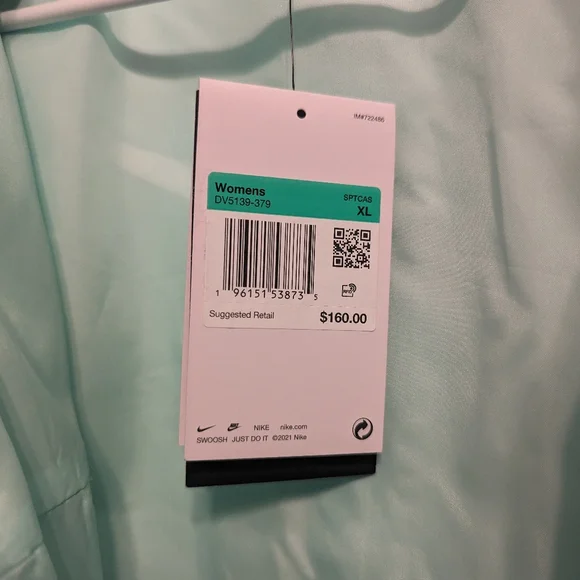 IM#722486
Womens SPTCAS
DV5139-379 XL
1 96151 53873 5
RFID
Suggested Retail $160.00
NIKE nike.com
SWOOSH JUST DO IT ©2021 Nike